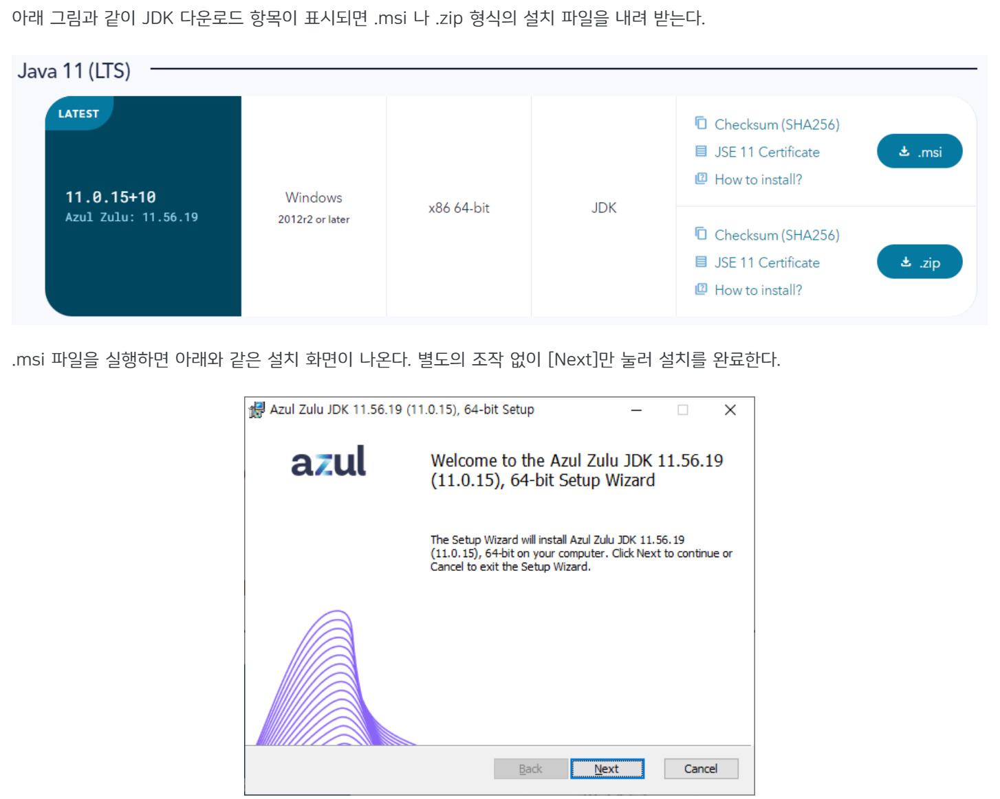 아래 그림과 같이 JDK 다운로드 항목이 표시되면 .msi 나 .zip 형식의 설치 파일을 내려 받는다.
Java 11 (LTS)
LATEST
11.0.15+10
Azul Zulu: 11.56.19
Windows
2012r2 or later
x86 64-bit
JDK
Checksum (SHA256)
JSE 11 Certificate
How to install?
.msi
Checksum (SHA256)
JSE 11 Certificate
How to install?
.zip
.msi 파일을 실행하면 아래와 같은 설치 화면이 나온다. 별도의 조작 없이 [Next]만 눌러 설치를 완료한다.
Azul Zulu JDK 11.56.19 (11.0.15), 64-bit Setup
azul
Welcome to the Azul Zulu JDK 11.56.19
(11.0.15), 64-bit Setup Wizard
The Setup Wizard will install Azul Zulu JDK 11.56.19
(11.0.15), 64-bit on your computer. Click Next to continue or
Cancel to exit the Setup Wizard.
Back
Next
Cancel